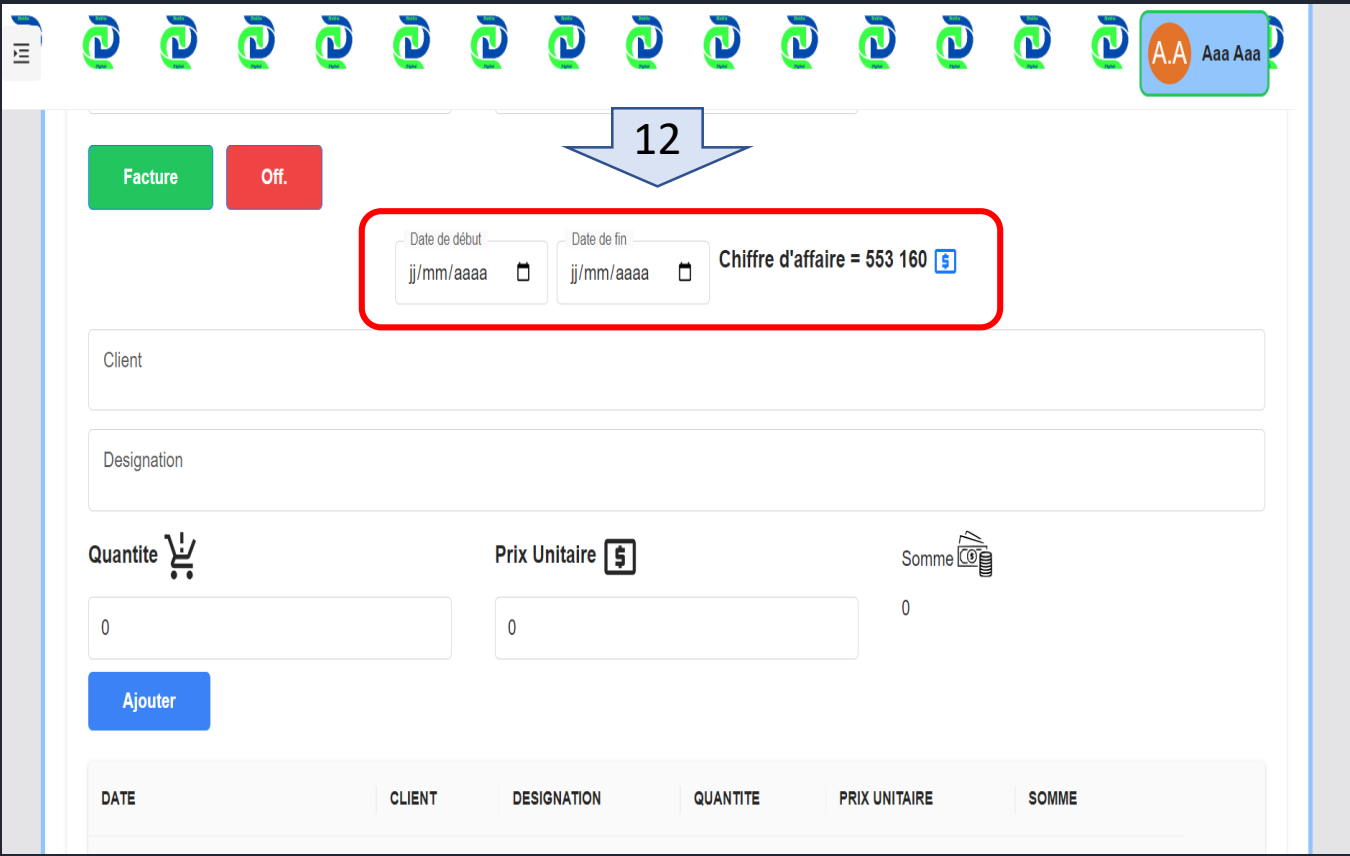 A.A Aaa Aaa
12
Facture Off.
Date de début Date de fin
jj/mm/aaaa jj/mm/aaaa Chiffre d'affaire = 553 160
Client
Designation
Quantite Prix Unitaire Somme
0 0 0
Ajouter
DATE CLIENT DESIGNATION QUANTITE PRIX UNITAIRE SOMME